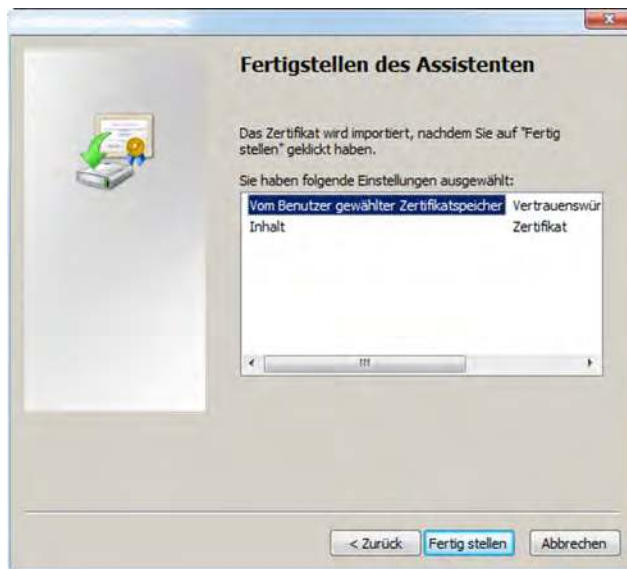 Fertigstellen des Assistenten
Das Zertifikat wird importiert, nachdem Sie auf "Fertig
stellen" geklickt haben.
Sie haben folgende Einstellungen ausgewählt:
Vom Benutzer gewählter Zertifikatspeicher Vertrauenswür
Inhalt Zertifikat
< Zurück Fertig stellen Abbrechen